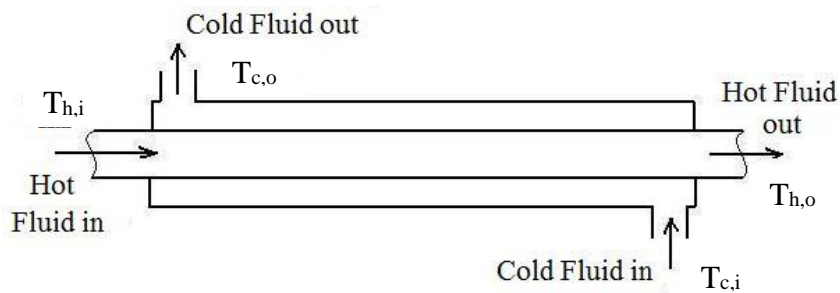 Cold Fluid out
Tc,o
Th,i
Hot Fluid
out
Hot
Fluid in
Th,o
Cold Fluid in
Tc,i